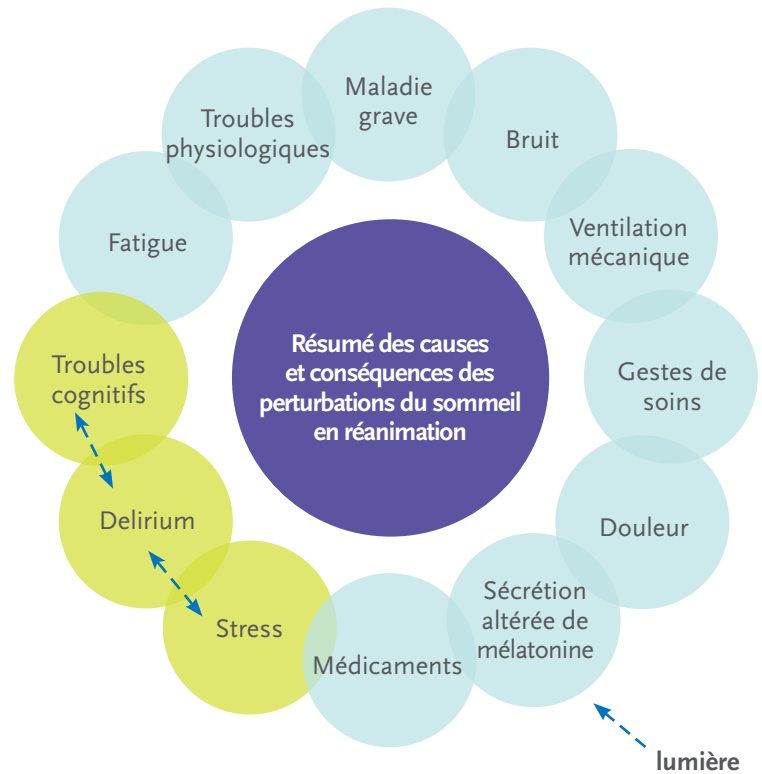 Maladie
grave
Bruit
Ventilation
mécanique
Gestes de
soins
Douleur
Sécrétion
altérée de
mélatonine
lumière
Médicaments
Stress
Delirium
Troubles
cognitifs
Fatigue
Troubles
physiologiques
Résumé des causes
et conséquences des
perturbations du sommeil
en réanimation